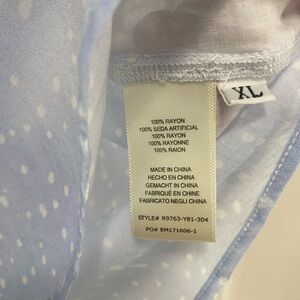 XL
100% RAYON
100% SEDA ARTIFICIAL
100% RAYON
100% RAYONNE
100% RAION
MADE IN CHINA
HECHO EN CHINA
GEMACHT IN CHINA
FABRIQUÉ EN CHINE
FABRICATO NEGLI CHINA
STYLE# R9763-Y81-304
PO# EM171606-1